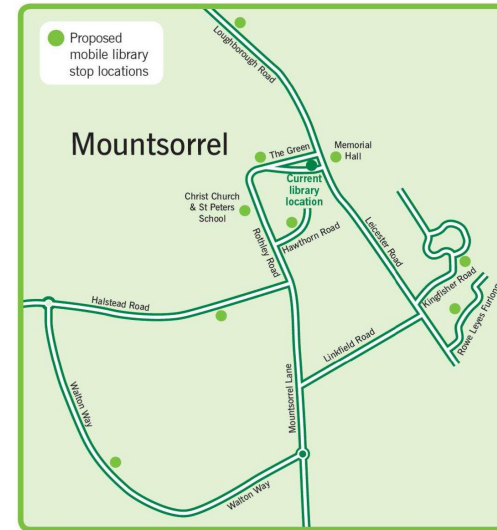 Proposed
mobile library
stop locations
Loughborough Road
Mountsorrel
The Green
Memorial
Hall
Current
library
location
Christ Church
& St Peters
School
Rothley Road
Hawthorn Road
Leicester Road
Kingfisher Road
Rowe Leyes Furlong
Halstead Road
Linkfield Road
Mountsorrel Lane
Walton Way
Walton Way